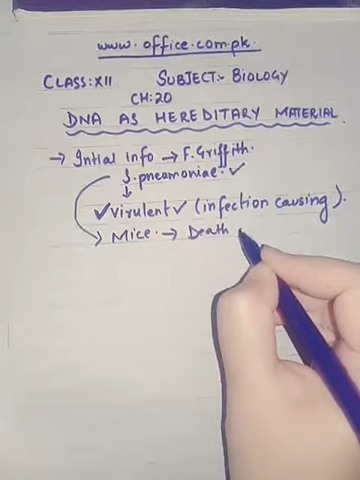 www.office.com.pk.
CLASS:XII SUBJECT:- BIOLOGY
CH:20
DNA AS HEREDITARY MATERIAL
→ Intial info → F.Griffith.
S.pneamoniae. ✓
↓
✓virulent✓ (infection causing).
Mice. → Death